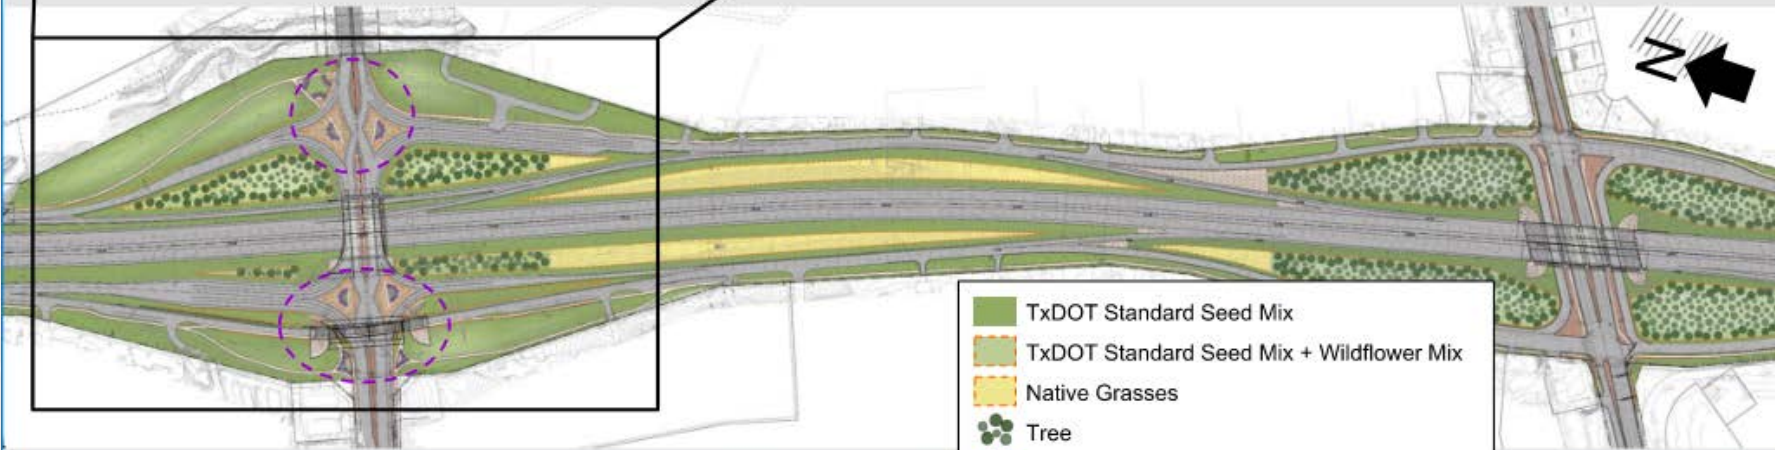 N
TxDOT Standard Seed Mix
TxDOT Standard Seed Mix + Wildflower Mix
Native Grasses
Tree